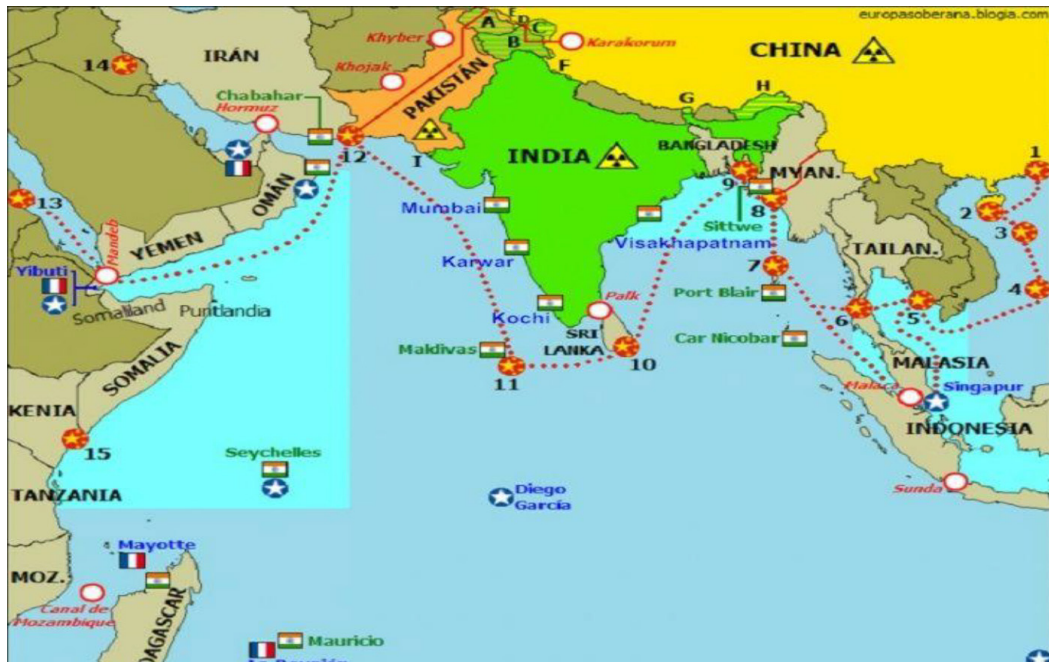 europasoberana.blogia.com
IRÁN
Khyber
A
B
C
D
E
F
Karakorum
CHINA
14
Khojak
Chabahar
Hormuz
PAKISTÁN
G
H
12
I
INDIA
BANGLADESH
MYAN.
1
OMÁN
9
8
Sittwe
2
3
13
Mandeb
YEMEN
Mumbai
Visakhapatnam
TAILAN.
Yibuti
Karwar
7
Port Blair
4
Somaliland
Puntlandia
Kochi
Palk
6
5
SOMALIA
Maldivas
SRI
LANKA
10
Car Nicobar
11
MALASIA
Malaca
Singapur
KENIA
15
INDONESIA
Seychelles
TANZANIA
Diego
García
Sunda
Mayotte
MOZ.
Canal de
Mozambique
DAGASCAR
Mauricio
La Reunión